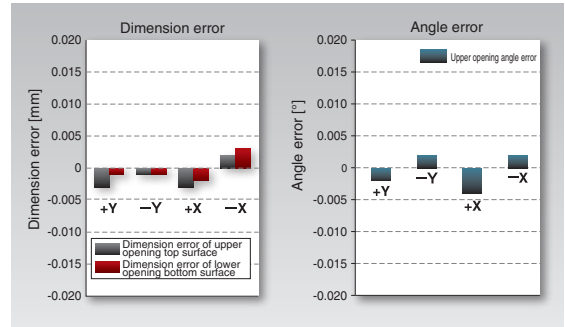 Dimension error
0.020
0.015
0.010
0.005
0
-0.005
-0.010
-0.015
-0.020
Dimension error [mm]
+Y
−Y
+X
−X
Dimension error of upper
opening top surface
Dimension error of lower
opening bottom surface
Angle error
0.020
0.015
0.010
0.005
0
-0.005
-0.010
-0.015
-0.020
Angle error [°]
Upper opening angle error
+Y
−Y
+X
−X